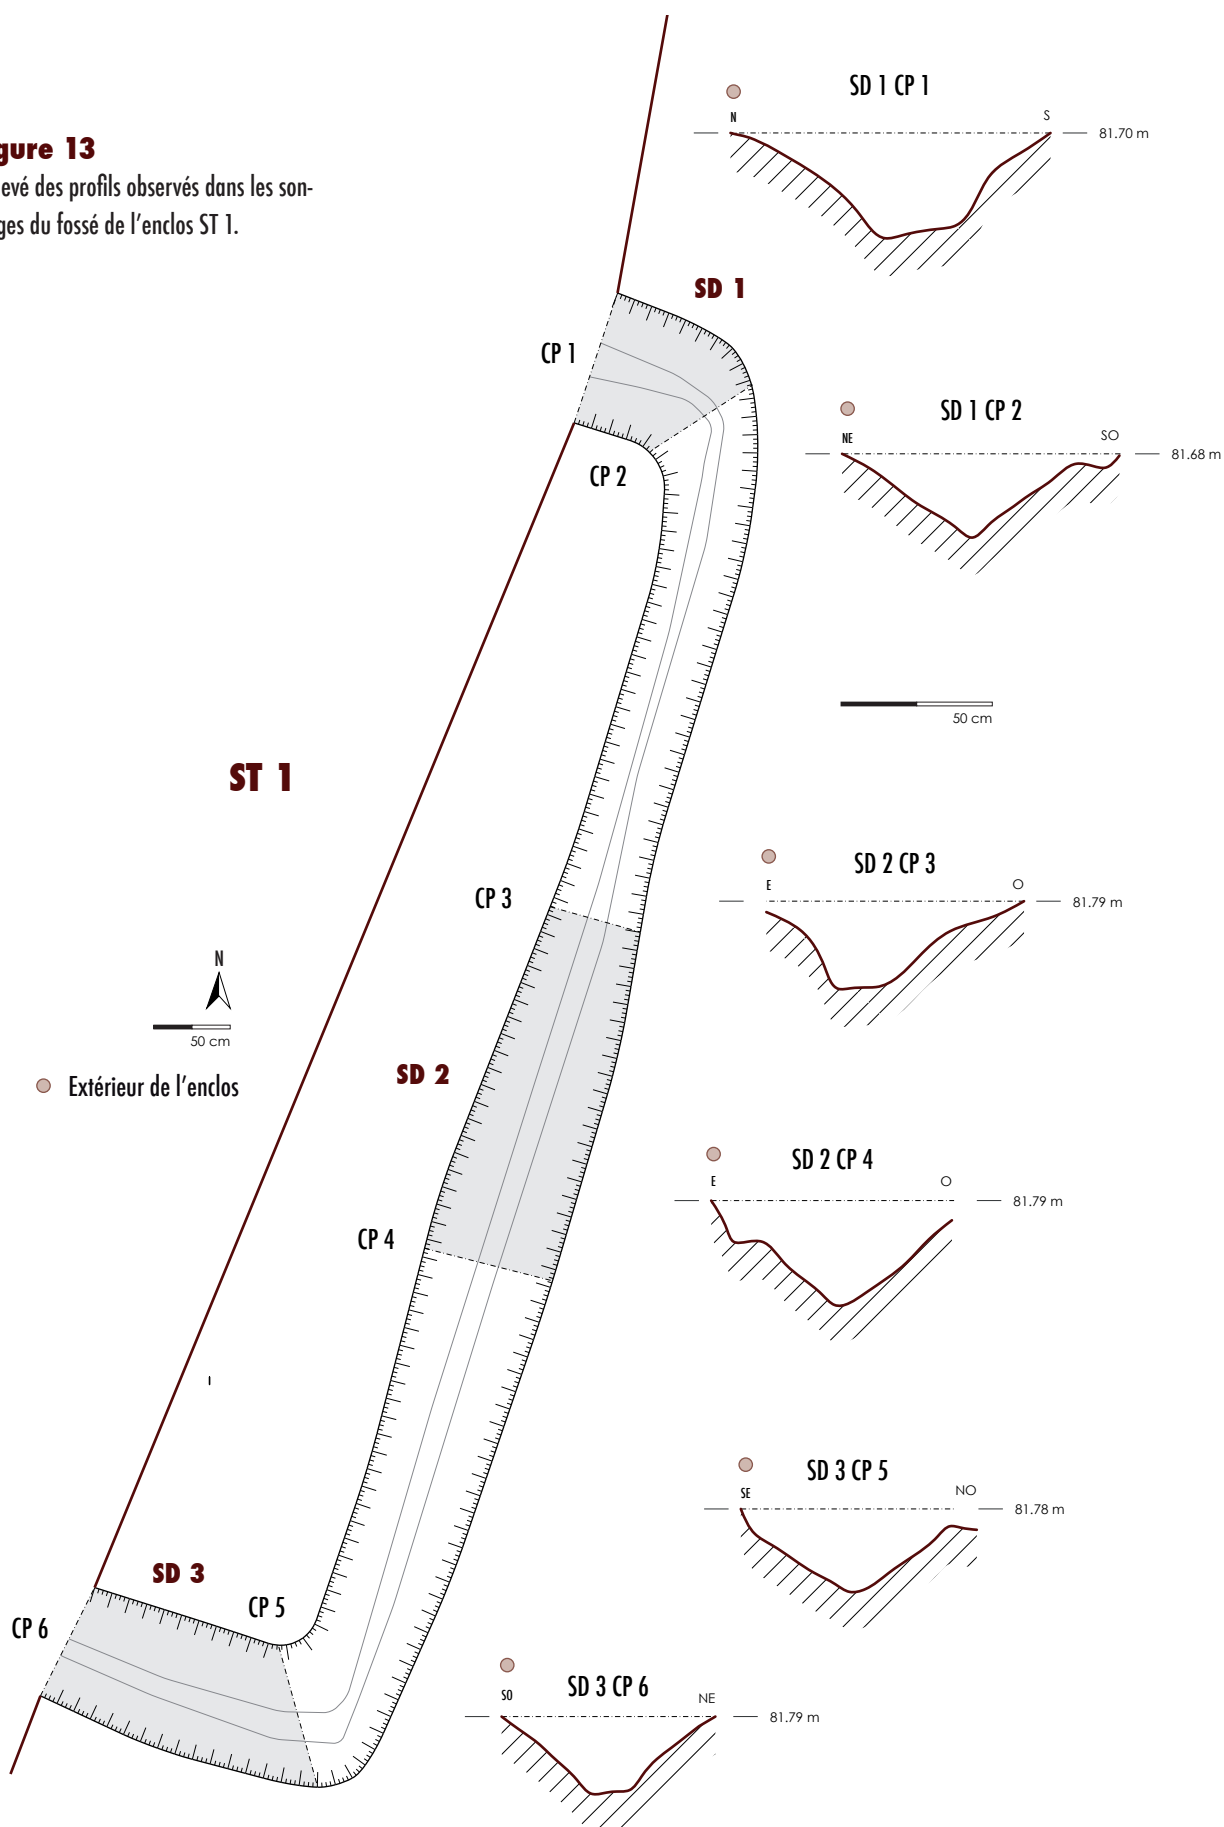 gure 13
evé des profils observés dans les son-
ges du fossé de l'enclos ST 1.
SD 1 CP 1
N
S
81.70 m
SD 1
CP 1
CP 2
SD 1 CP 2
NE
SO
81.68 m
50 cm
ST 1
SD 2 CP 3
E
O
81.79 m
CP 3
N
50 cm
Extérieur de l'enclos
SD 2
CP 4
SD 2 CP 4
E
O
81.79 m
SD 3 CP 5
SE
NO
81.78 m
SD 3
CP 5
CP 6
SD 3 CP 6
SO
NE
81.79 m